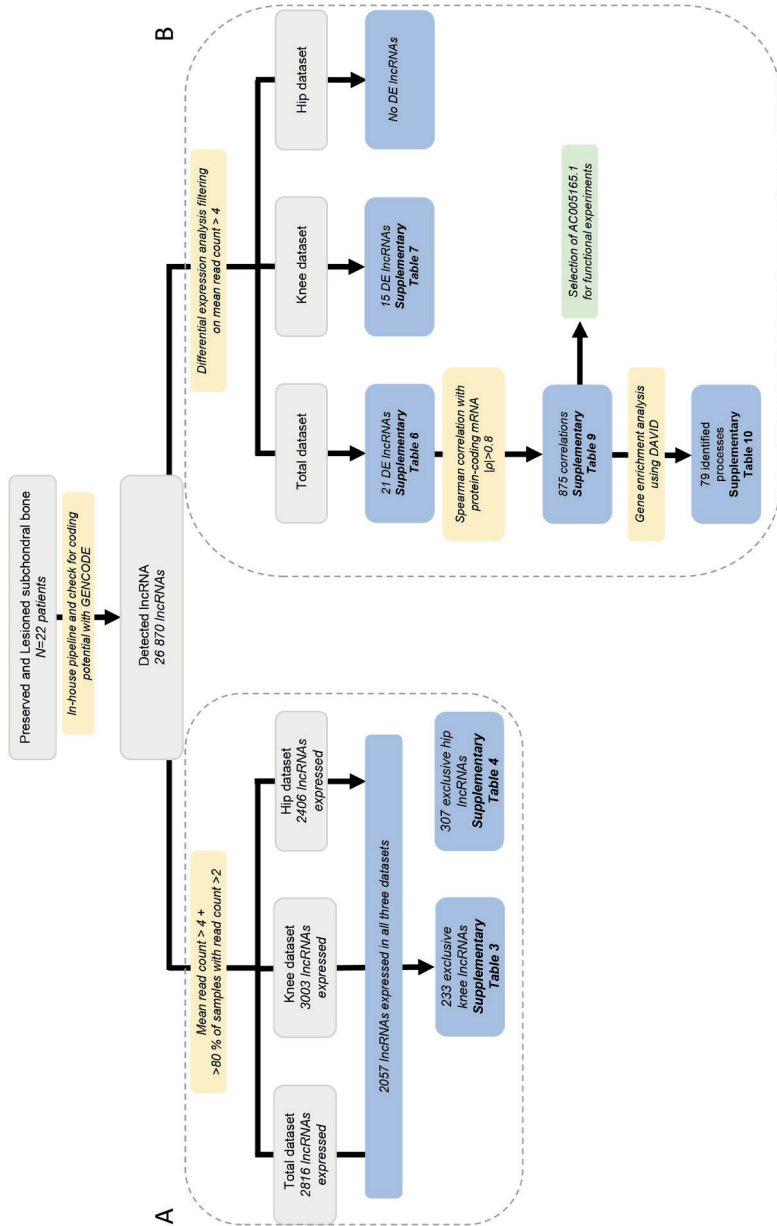 Preserved and Lesioned subchondral bone
N=22 patients
In-house pipeline and check for coding
potential with GENCODE
Detected lncRNA
26 870 lncRNAs
A
Mean read count > 4 +
>80 % of samples with read count >2
Total dataset
2816 lncRNAs
expressed
Knee dataset
3003 lncRNAs
expressed
Hip dataset
2406 lncRNAs
expressed
2057 lncRNAs expressed in all three datasets
233 exclusive
knee lncRNAs
Supplementary
Table 3
307 exclusive hip
lncRNAs
Supplementary
Table 4
B
Differential expression analysis filtering
on mean read count > 4
Total dataset
Knee dataset
Hip dataset
21 DE lncRNAs
Supplementary
Table 6
15 DE lncRNAs
Supplementary
Table 7
No DE lncRNAs
Spearman correlation with
protein-coding mRNA
|ρ|>0.8
875 correlations
Supplementary
Table 9
Selection of AC005165.1
for functional experiments
Gene enrichment analysis
using DAVID
79 identified
processes
Supplementary
Table 10